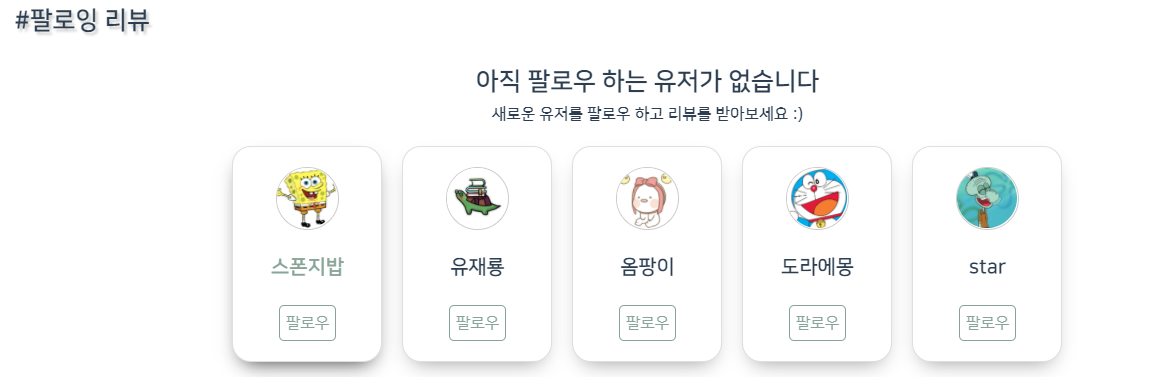 #팔로잉 리뷰
아직 팔로우 하는 유저가 없습니다
새로운 유저를 팔로우 하고 리뷰를 받아보세요 :)
스폰지밥 유재룡 옴팡이 도라에몽 star
팔로우 팔로우 팔로우 팔로우 팔로우